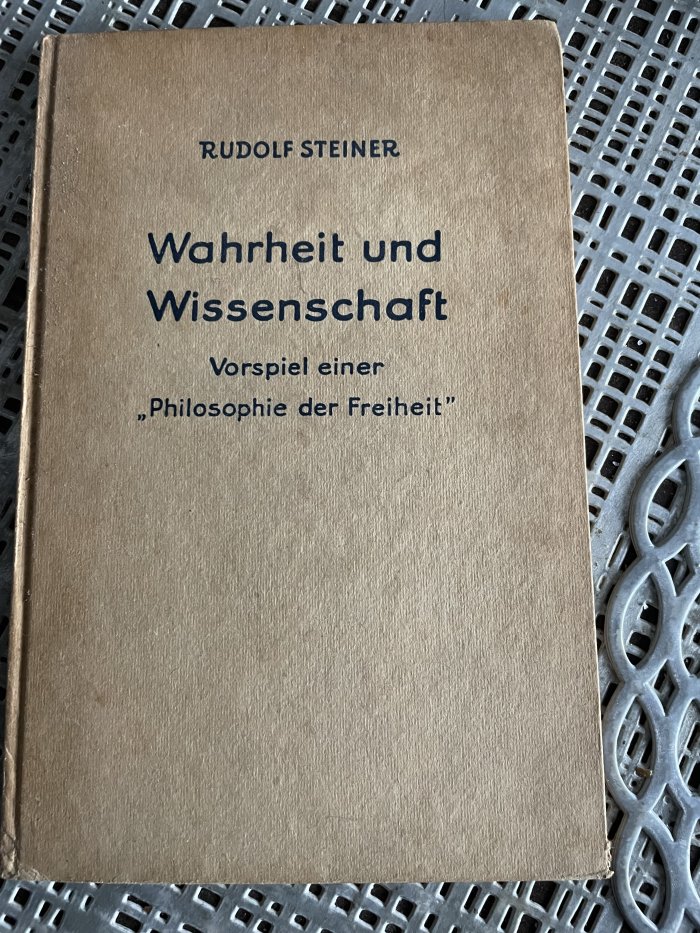 RUDOLF STEINER
Wahrheit und
Wissenschaft
Vorspiel einer
„Philosophie der Freiheit”